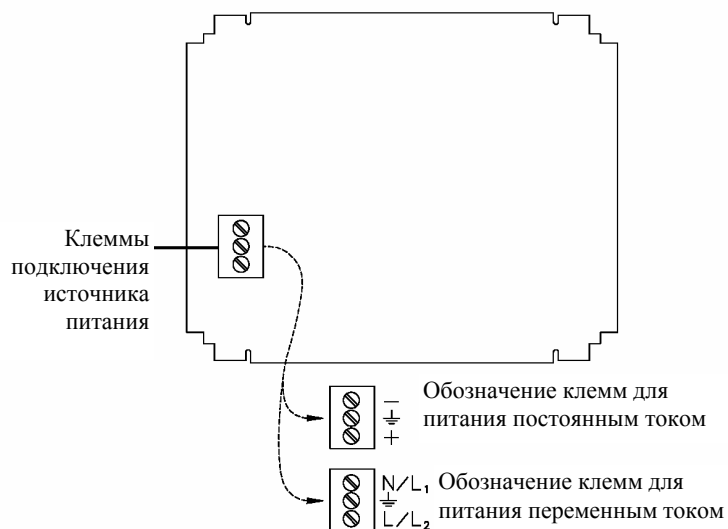 Клеммы
подключения
источника
питания
Обозначение клемм для
питания постоянным током
−
⏚
+
Обозначение клемм для
питания переменным током
N/L₁
⏚
L/L₂